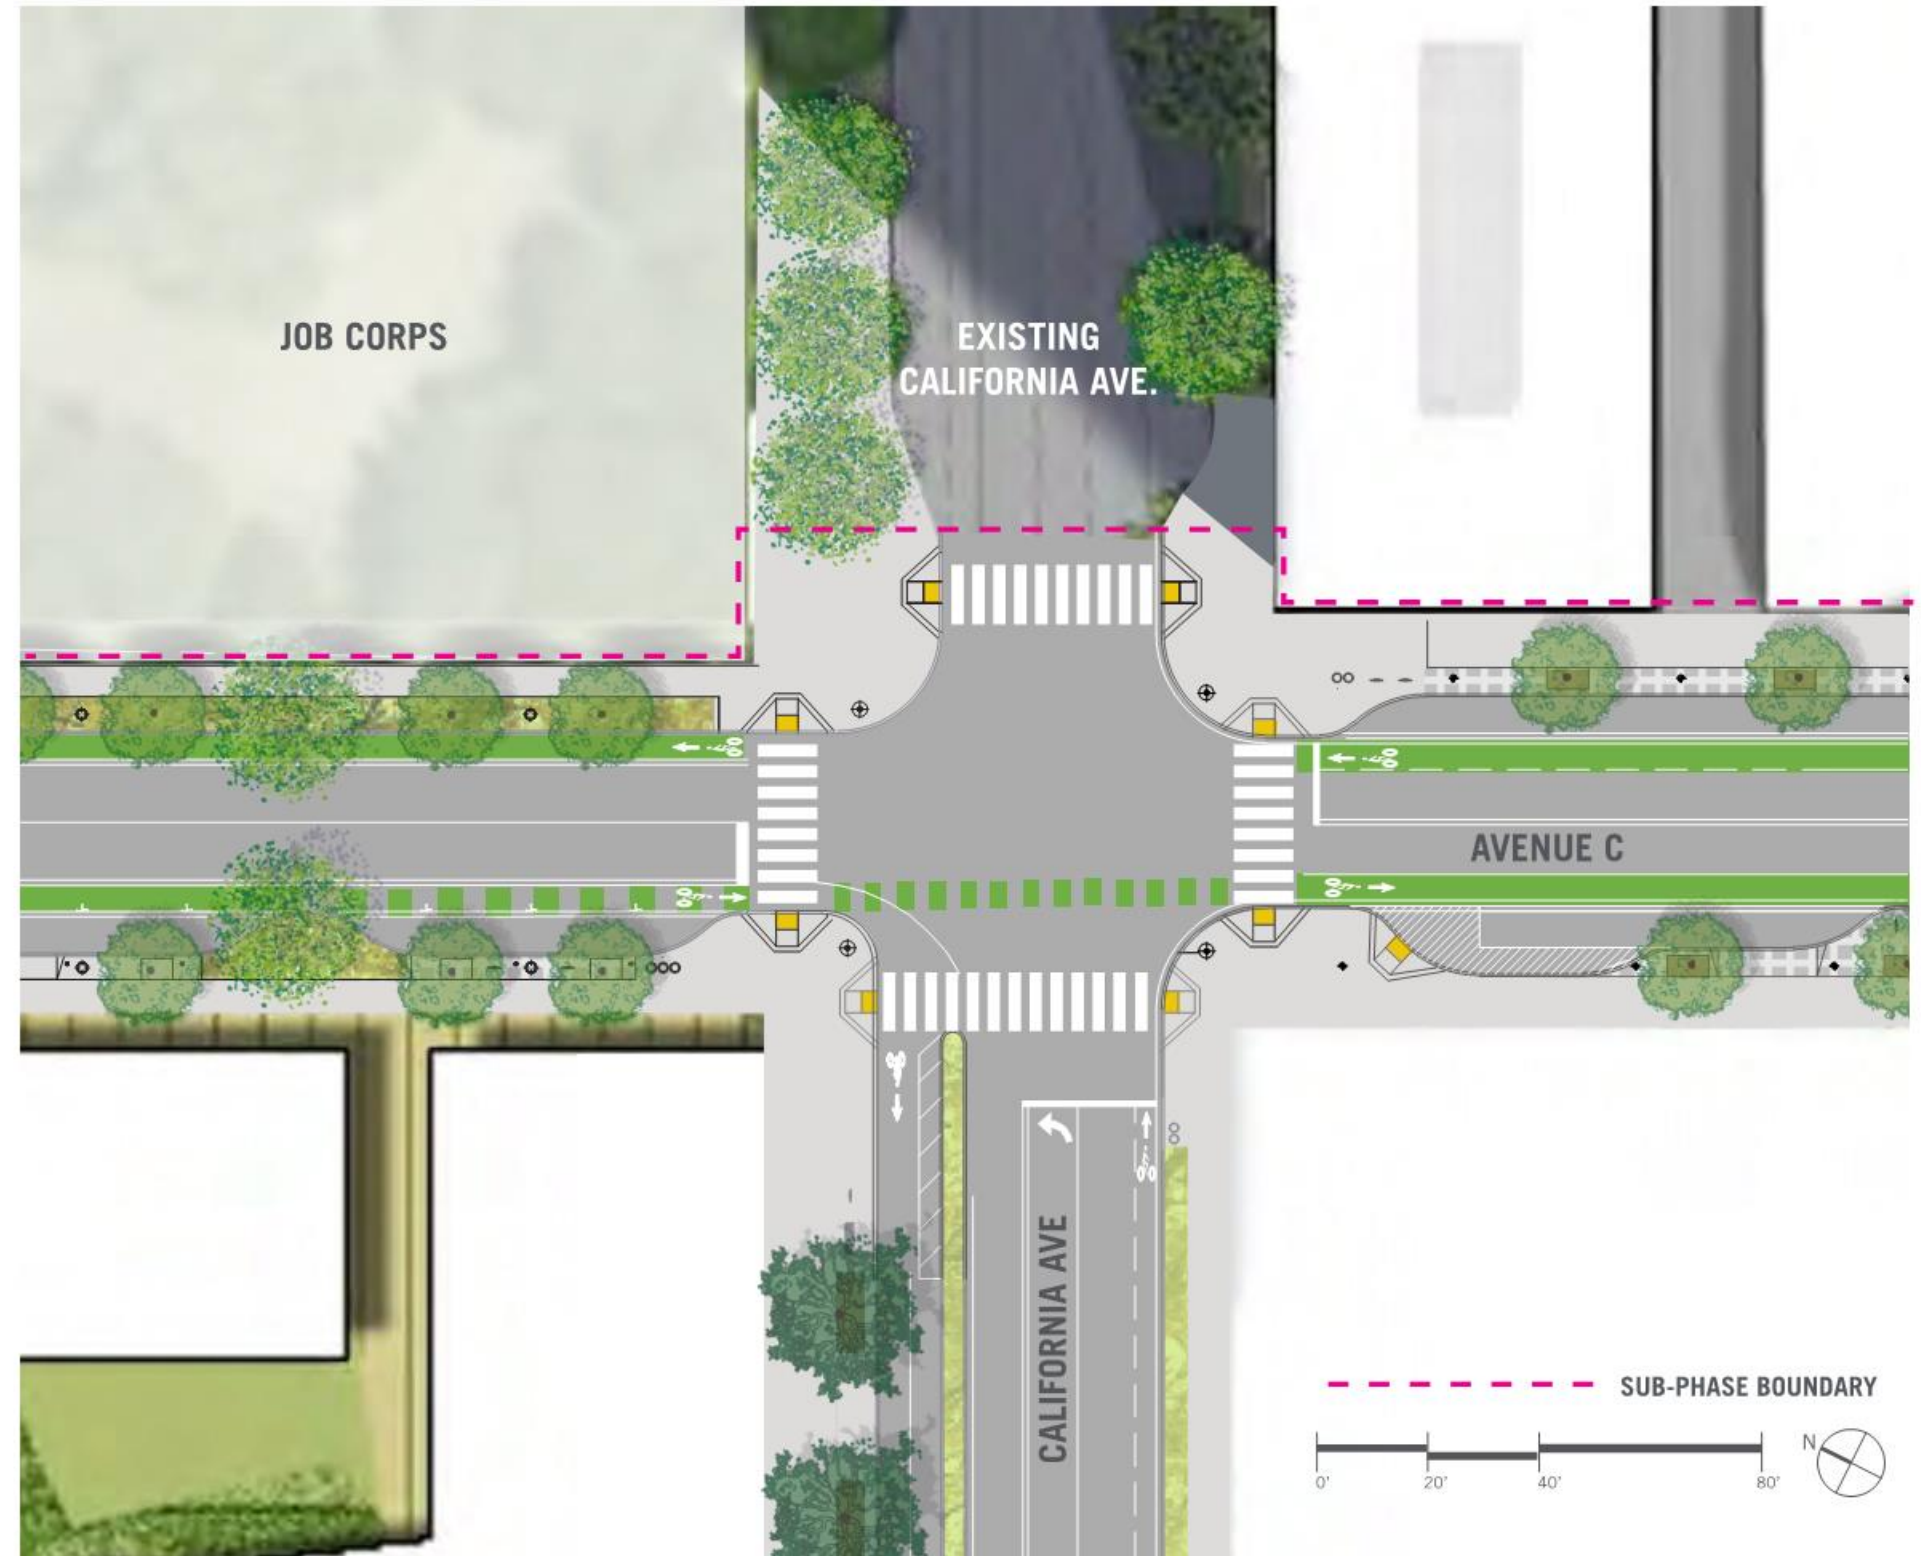 JOB CORPS
EXISTING
CALIFORNIA AVE.
AVENUE C
CALIFORNIA AVE
SUB-PHASE BOUNDARY
N
0' 20' 40' 80'